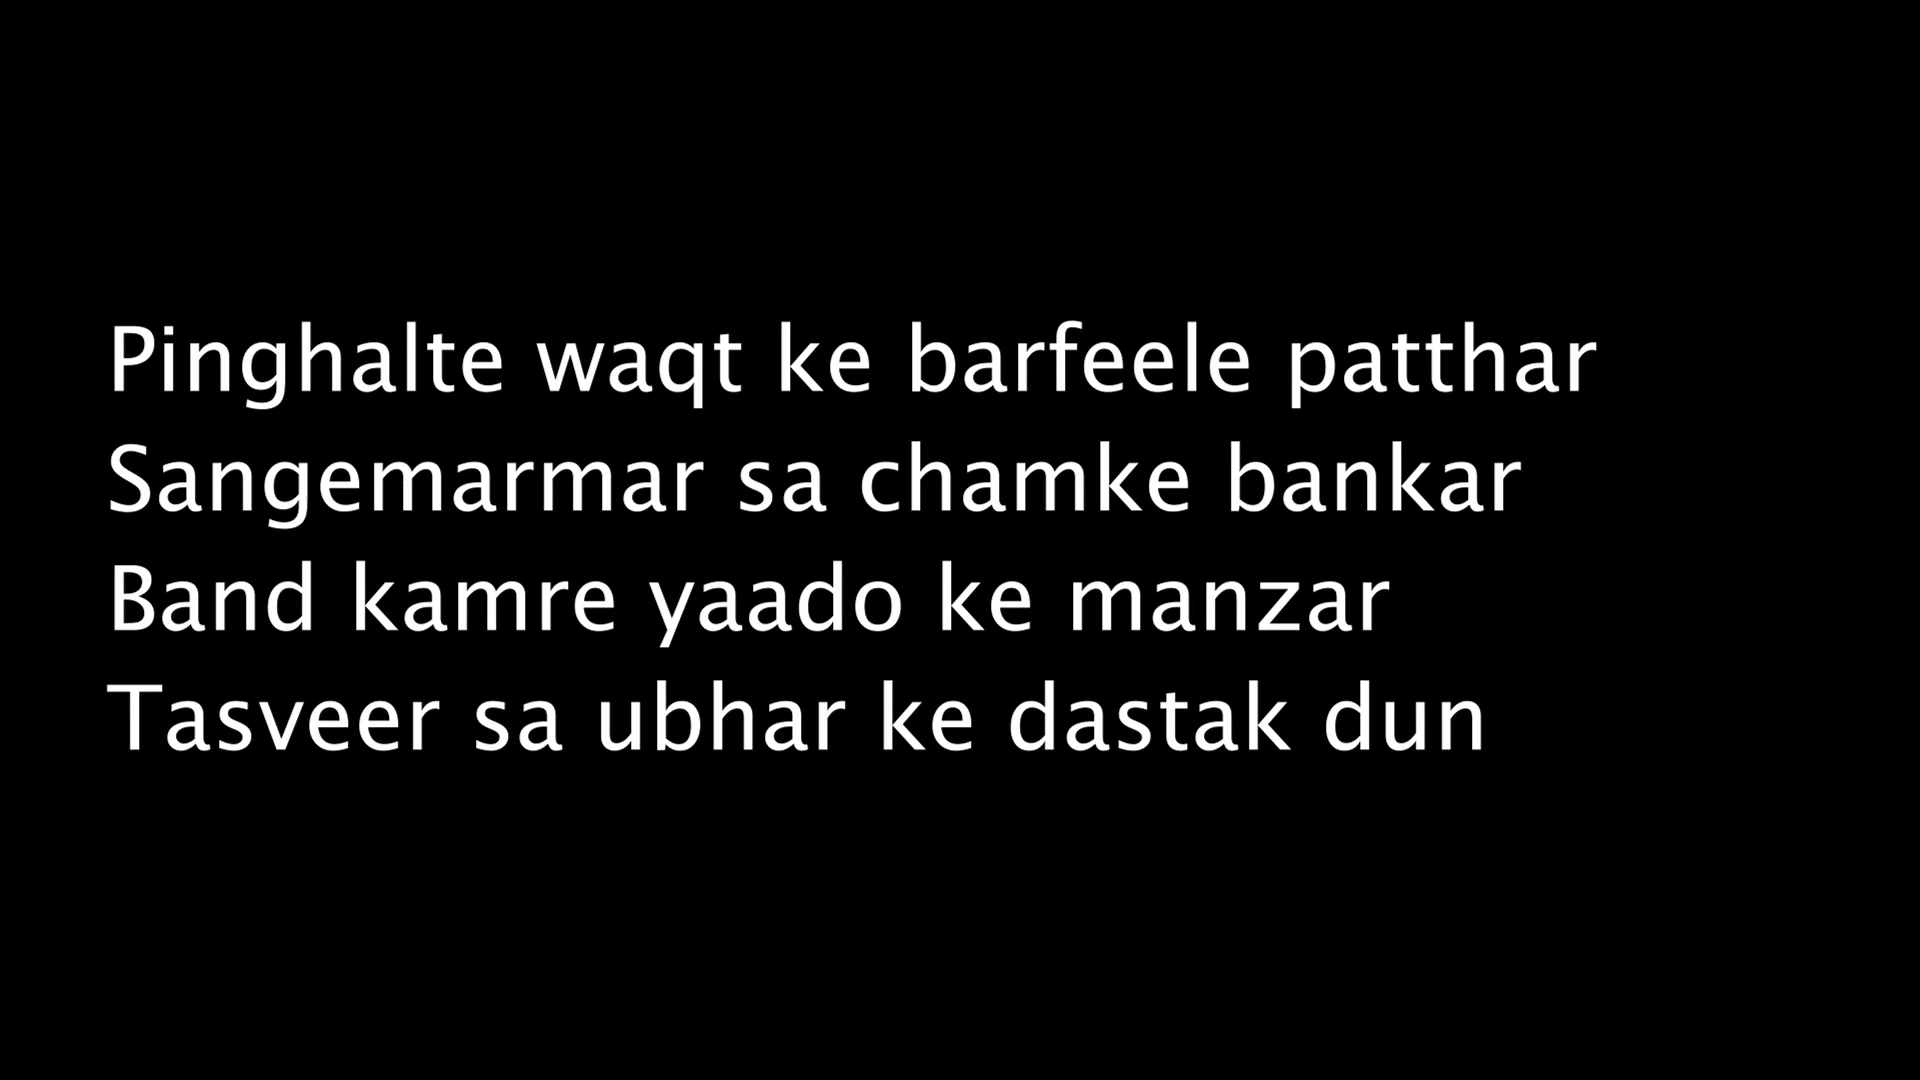 Pinghalte waqt ke barfeele patthar
Sangemarmar sa chamke bankar
Band kamre yaado ke manzar
Tasveer sa ubhar ke dastak dun